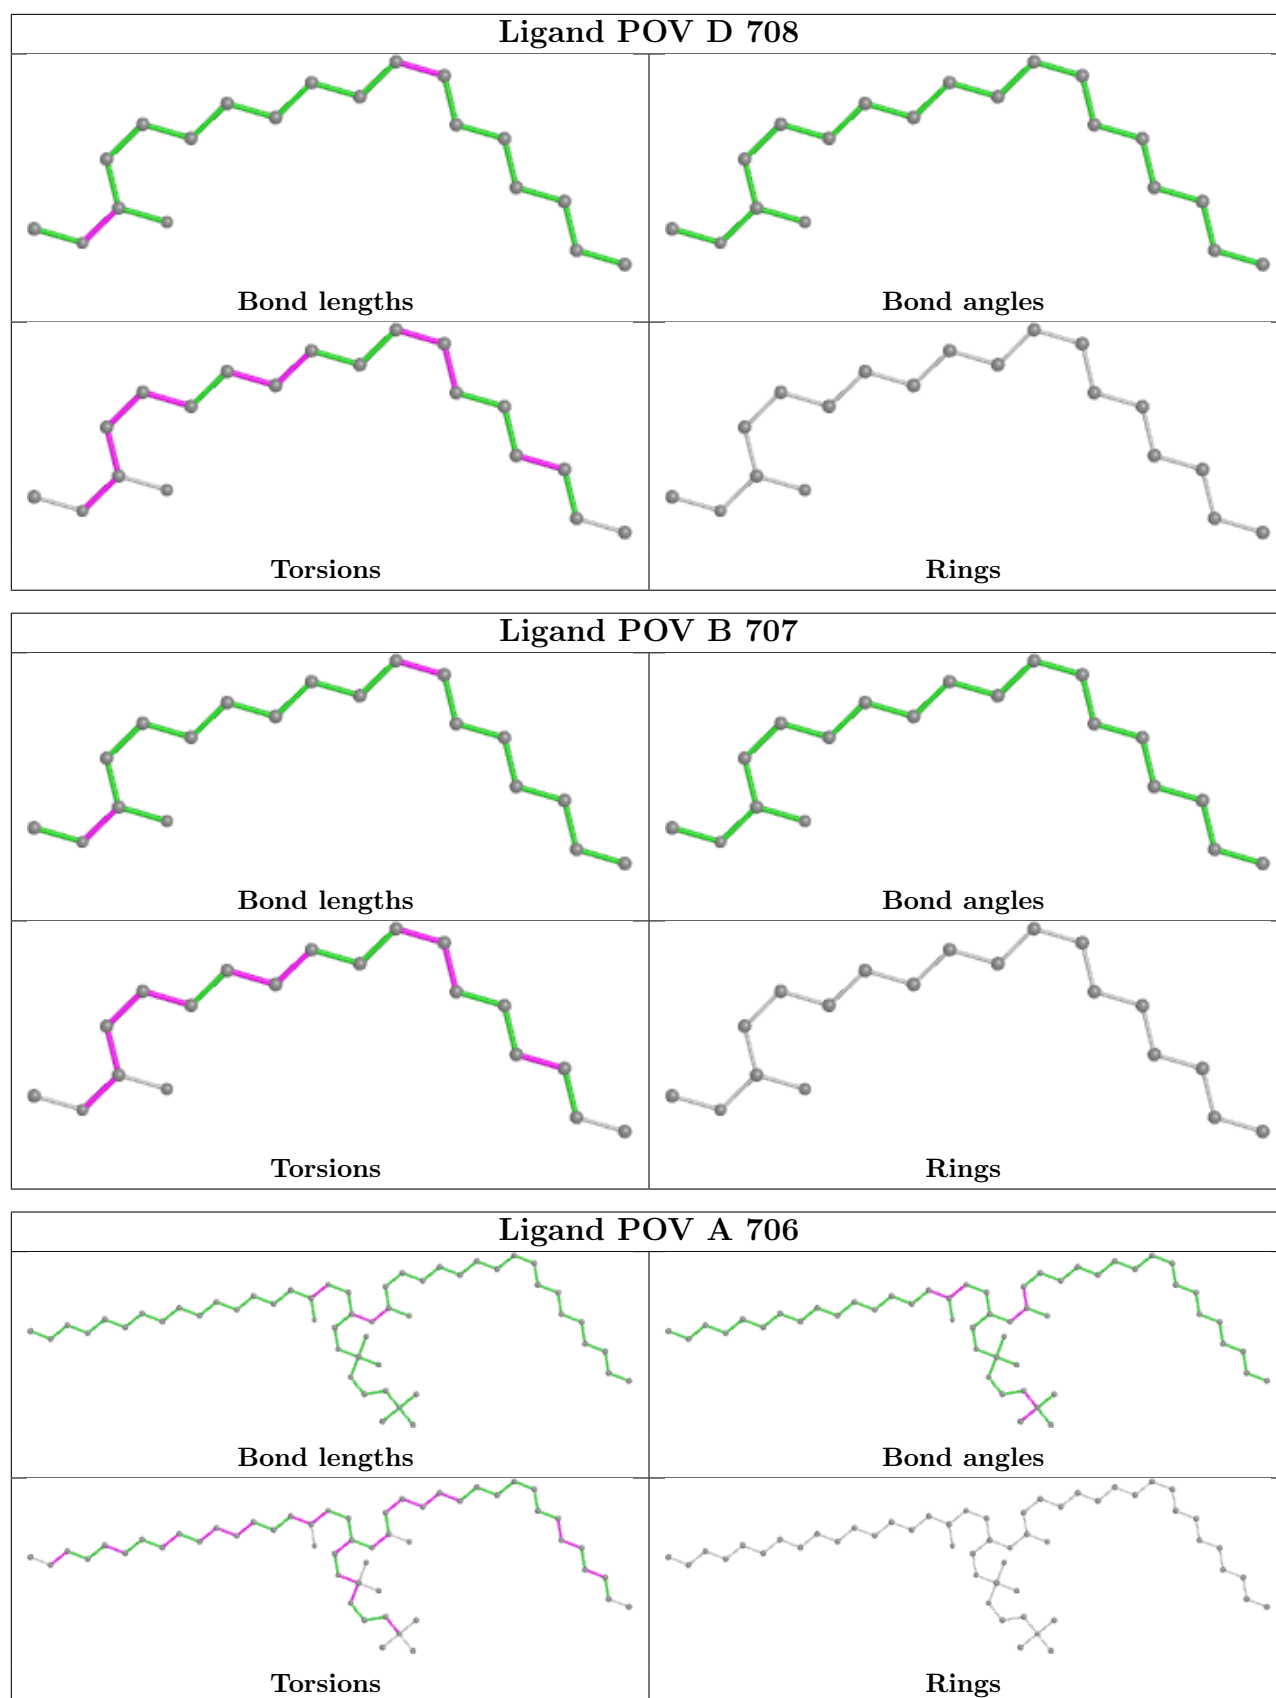 Ligand POV D 708
Bond lengths
Bond angles
Torsions
Rings
Ligand POV B 707
Bond lengths
Bond angles
Torsions
Rings
Ligand POV A 706
Bond lengths
Bond angles
Torsions
Rings